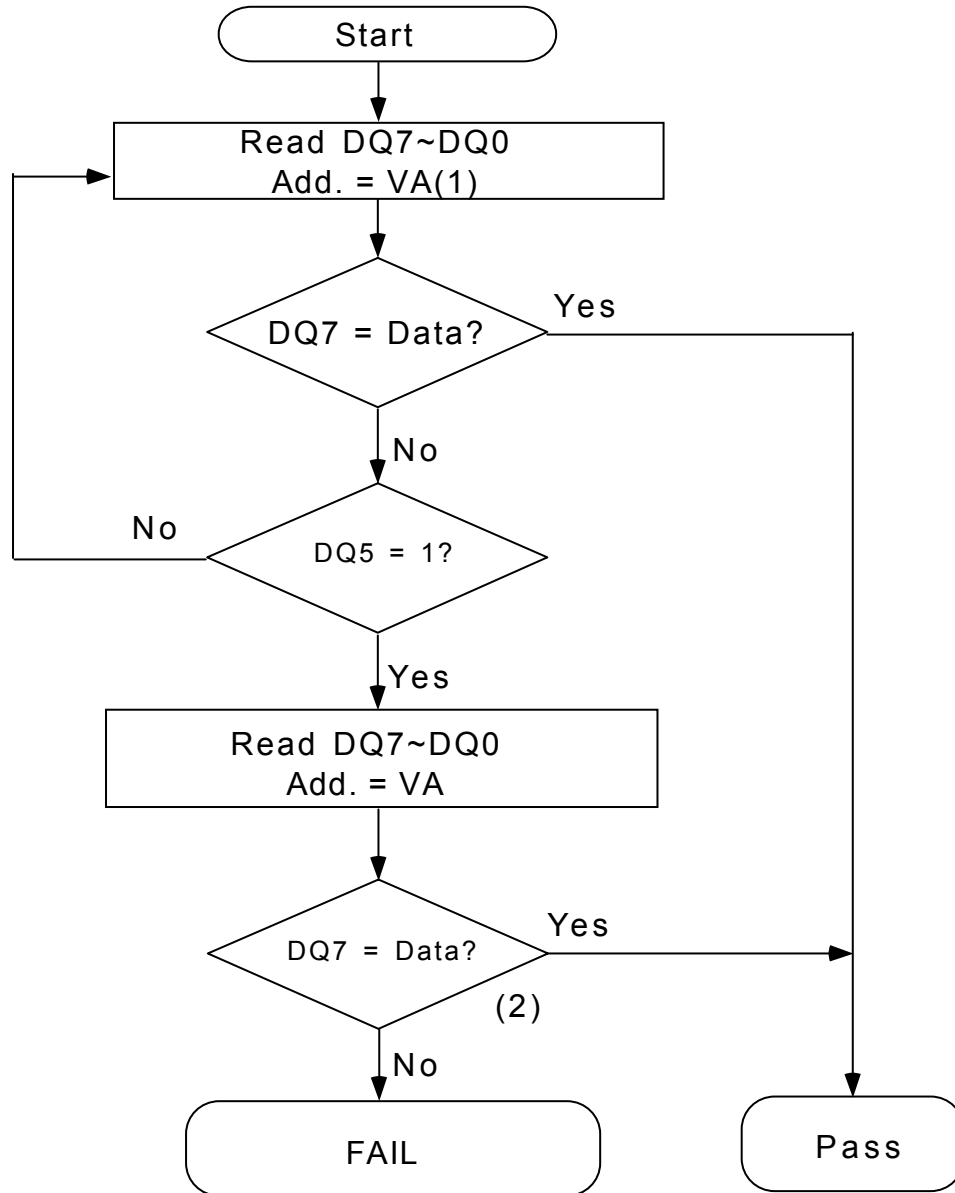 Start
Read DQ7~DQ0
Add. = VA(1)
Yes
DQ7 = Data?
No
No
DQ5 = 1?
Yes
Read DQ7~DQ0
Add. = VA
Yes
DQ7 = Data?
(2)
No
FAIL
Pass